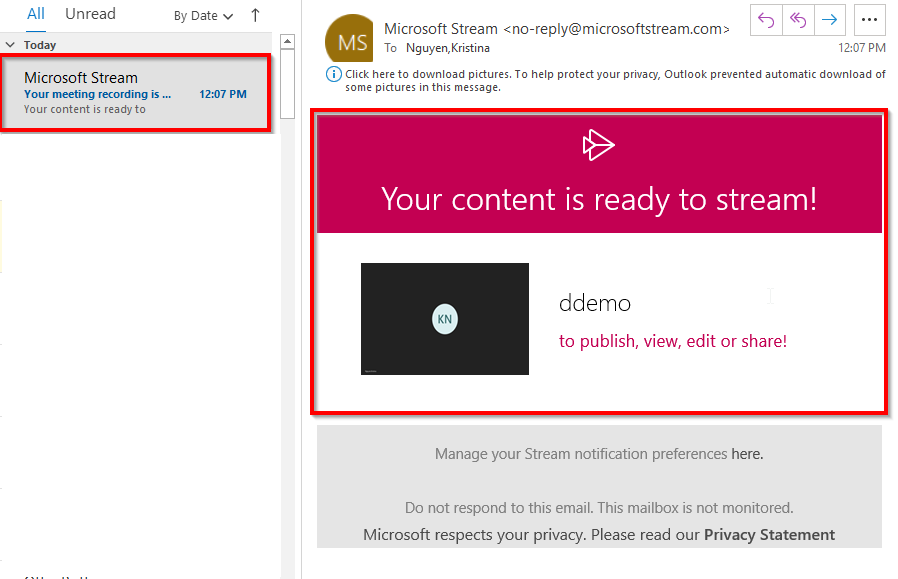 All Unread By Date
Today
Microsoft Stream
Your meeting recording is ... 12:07 PM
Your content is ready to
MS
Microsoft Stream <no-reply@microsoftstream.com>
To Nguyen,Kristina
12:07 PM
Click here to download pictures. To help protect your privacy, Outlook prevented automatic download of
some pictures in this message.
Your content is ready to stream!
KN
ddemo
to publish, view, edit or share!
Manage your Stream notification preferences here.
Do not respond to this email. This mailbox is not monitored.
Microsoft respects your privacy. Please read our Privacy Statement